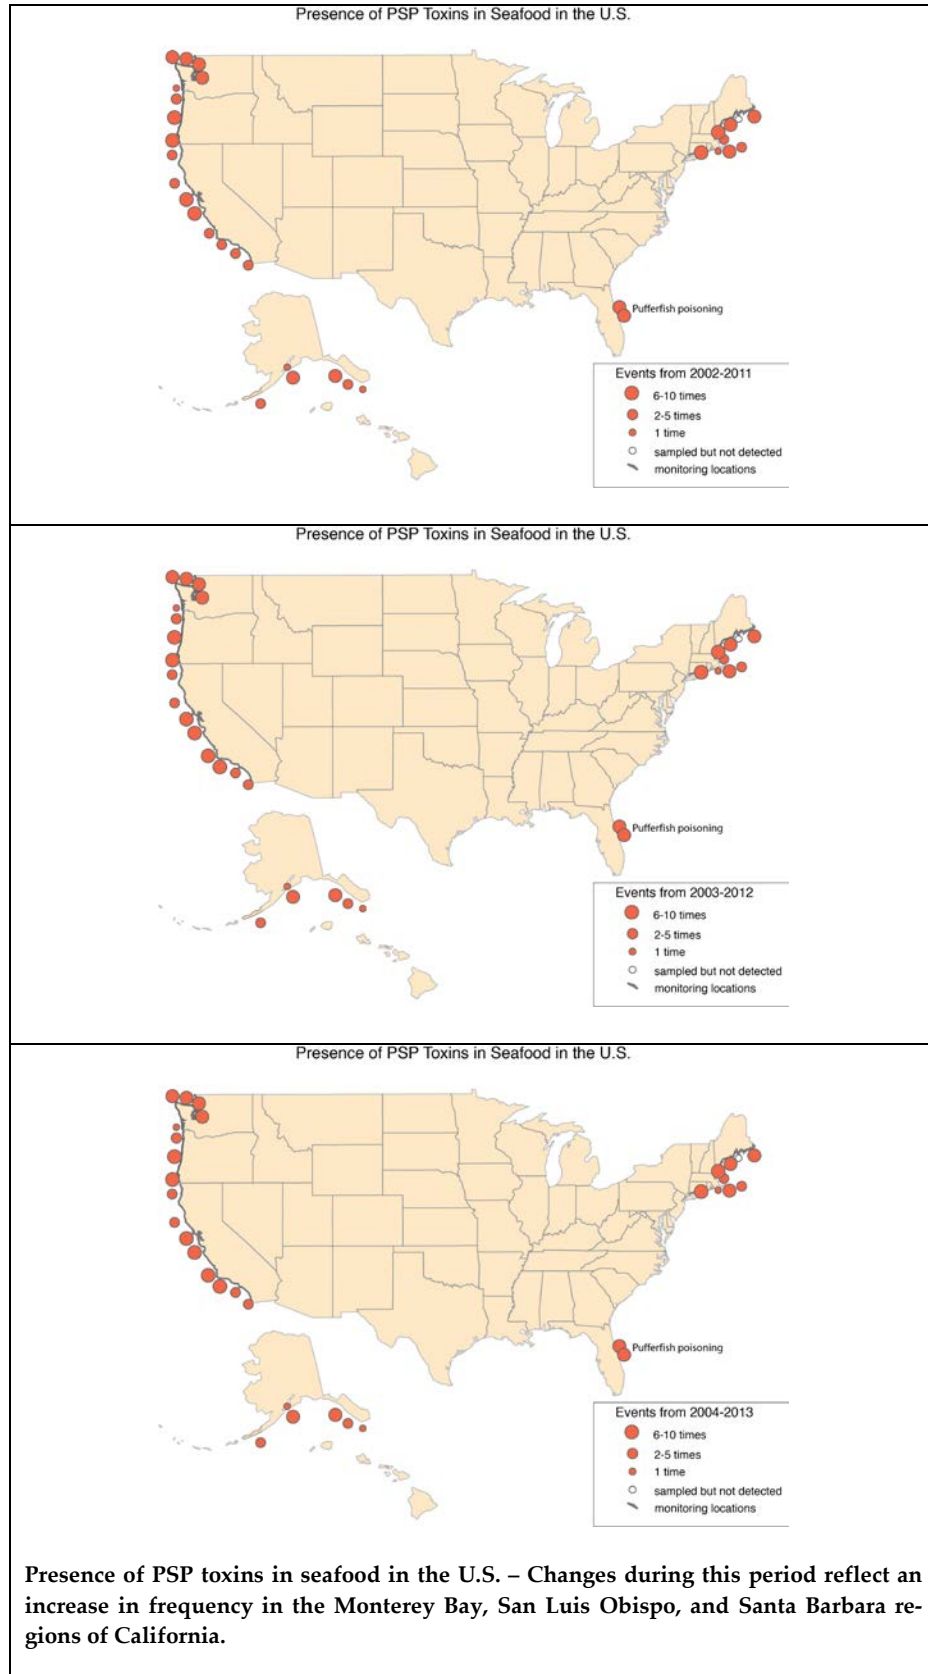 Presence of PSP Toxins in Seafood in the U.S.
Pufferfish poisoning
Events from 2002-2011
6-10 times
2-5 times
1 time
sampled but not detected
monitoring locations
Presence of PSP Toxins in Seafood in the U.S.
Pufferfish poisoning
Events from 2003-2012
6-10 times
2-5 times
1 time
sampled but not detected
monitoring locations
Presence of PSP Toxins in Seafood in the U.S.
Pufferfish poisoning
Events from 2004-2013
6-10 times
2-5 times
1 time
sampled but not detected
monitoring locations
Presence of PSP toxins in seafood in the U.S. – Changes during this period reflect an
increase in frequency in the Monterey Bay, San Luis Obispo, and Santa Barbara re-
gions of California.